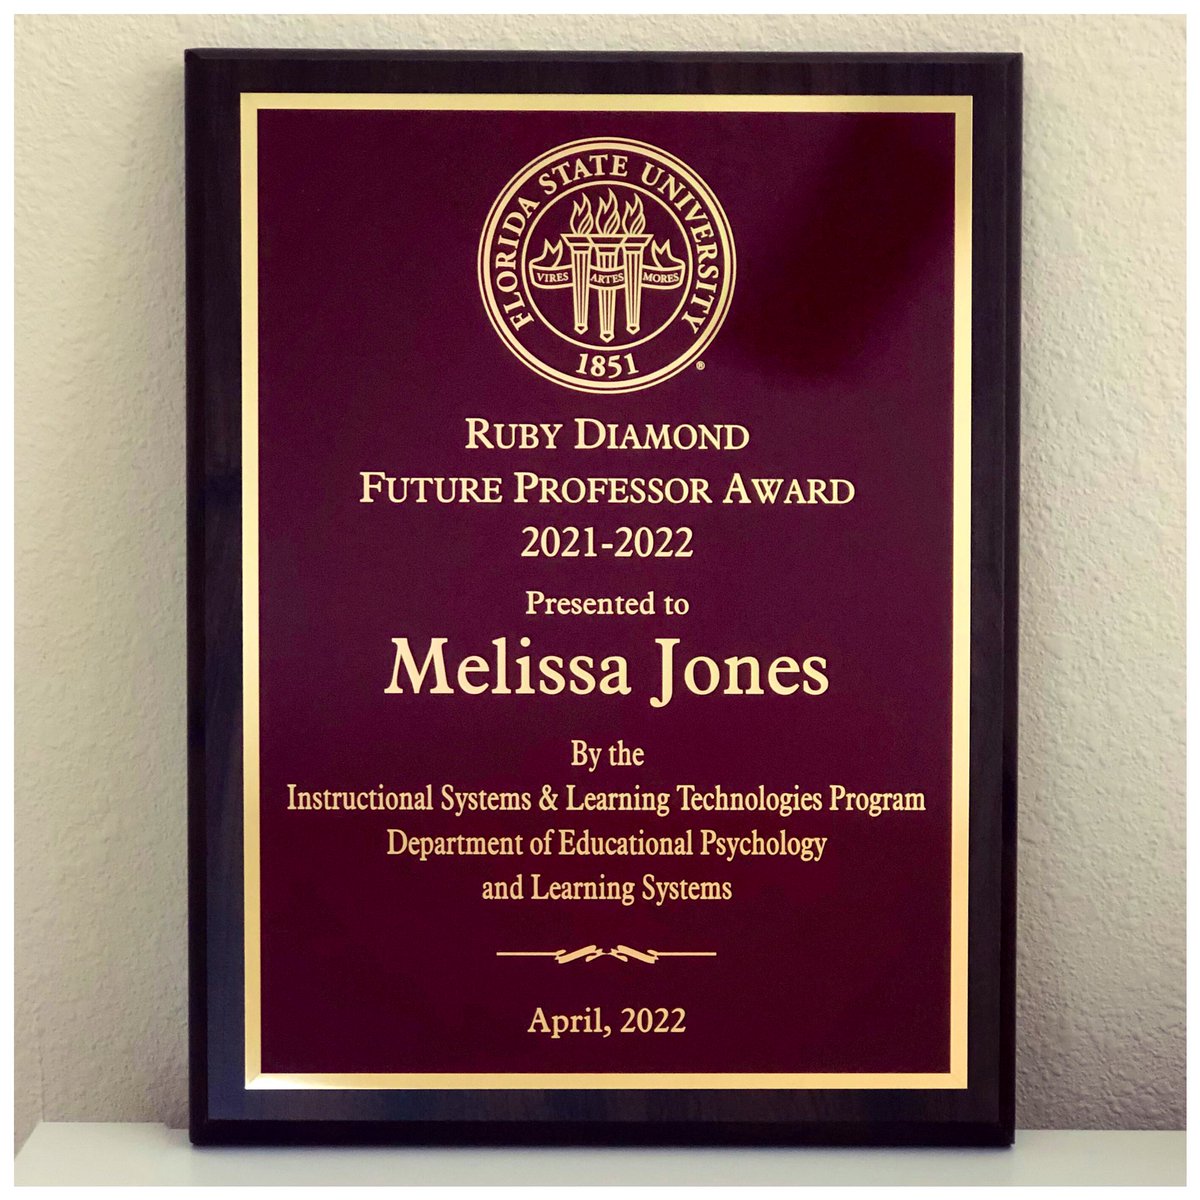 FLORIDA STATE UNIVERSITY
VIRES ARTES MORES
1851
®
RUBY DIAMOND
FUTURE PROFESSOR AWARD
2021-2022
Presented to
Melissa Jones
By the
Instructional Systems & Learning Technologies Program
Department of Educational Psychology
and Learning Systems
April, 2022